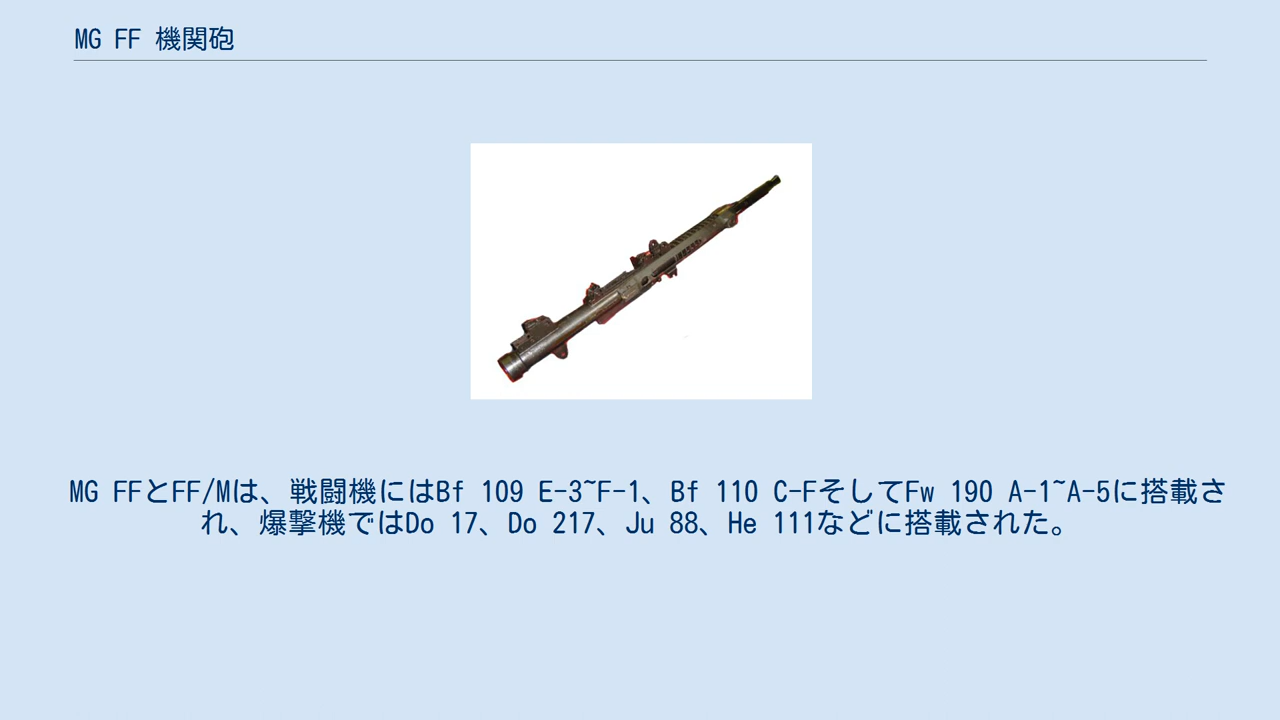 MG FF 機関砲
MG FFとFF/Mは、戦闘機にはBf 109 E-3~F-1、Bf 110 C-FそしてFw 190 A-1~A-5に搭載さ
れ、爆撃機ではDo 17、Do 217、Ju 88、He 111などに搭載された。